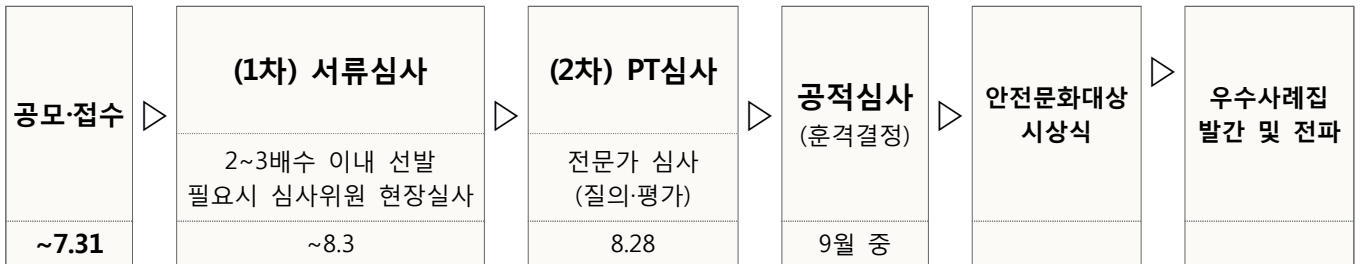 공모·접수
~7.31
(1차) 서류심사
2~3배수 이내 선발
필요시 심사위원 현장실사
~8.3
(2차) PT심사
전문가 심사
(질의·평가)
8.28
공적심사
(훈격결정)
9월 중
안전문화대상
시상식
우수사례집
발간 및 전파